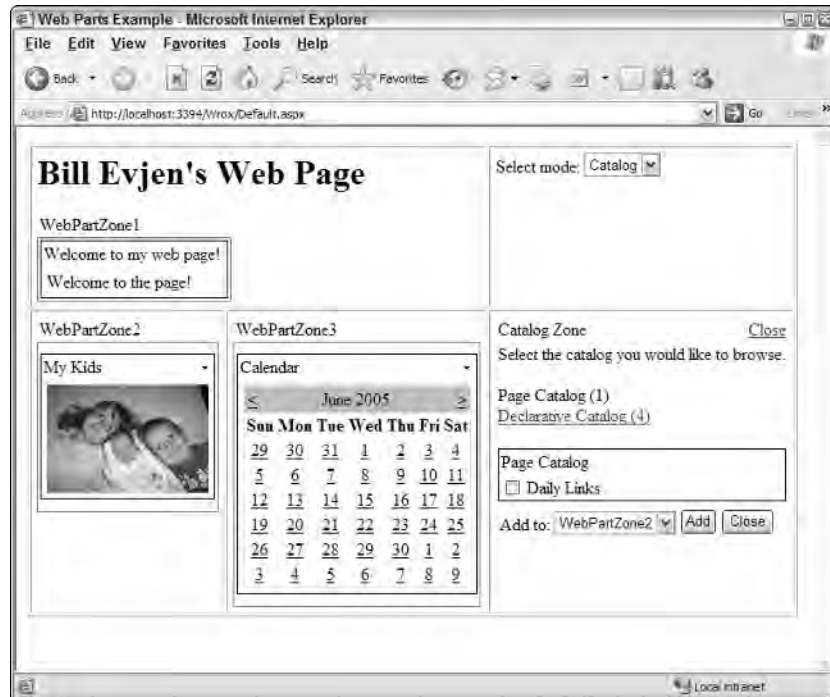 Web Parts Example - Microsoft Internet Explorer
File Edit View Favorites Tools Help
Back Search Favorites
Address http://localhost:3394/Wrox/Default.aspx Go Links »
Bill Evjen's Web Page
Select mode: Catalog
WebPartZone1
Welcome to my web page!
Welcome to the page!
WebPartZone2
My Kids
WebPartZone3
Calendar
< June 2005 >
Sun Mon Tue Wed Thu Fri Sat
29 30 31 1 2 3 4
5 6 7 8 9 10 11
12 13 14 15 16 17 18
19 20 21 22 23 24 25
26 27 28 29 30 1 2
3 4 5 6 7 8 9
Catalog Zone Close
Select the catalog you would like to browse.
Page Catalog (1)
Declarative Catalog (4)
Page Catalog
Daily Links
Add to: WebPartZone2 Add Close
Local intranet